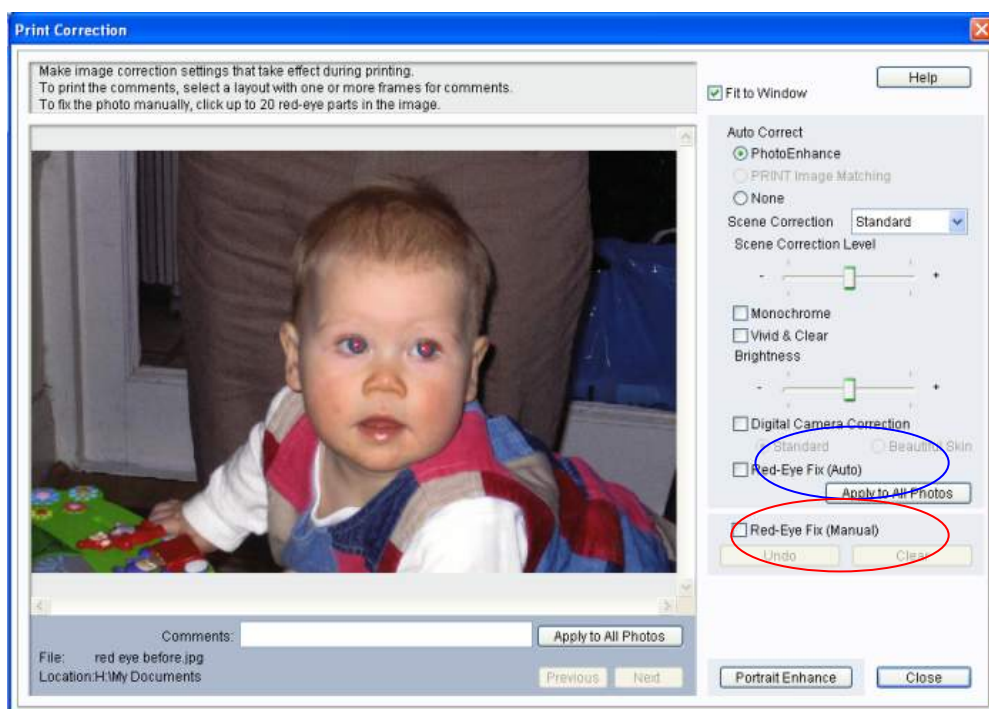 Print Correction
Make image correction settings that take effect during printing.
To print the comments, select a layout with one or more frames for comments.
To fix the photo manually, click up to 20 red-eye parts in the image.
Help
Fit to Window
Auto Correct
PhotoEnhance
PRINT Image Matching
None
Scene Correction Standard
Scene Correction Level
- +
Monochrome
Vivid & Clear
Brightness
- +
Digital Camera Correction
Standard Beautiful Skin
Red-Eye Fix (Auto)
Apply to All Photos
Red-Eye Fix (Manual)
Undo Clear
Comments: Apply to All Photos
File: red eye before.jpg
Location:H:\My Documents
Previous Next
Portrait Enhance Close